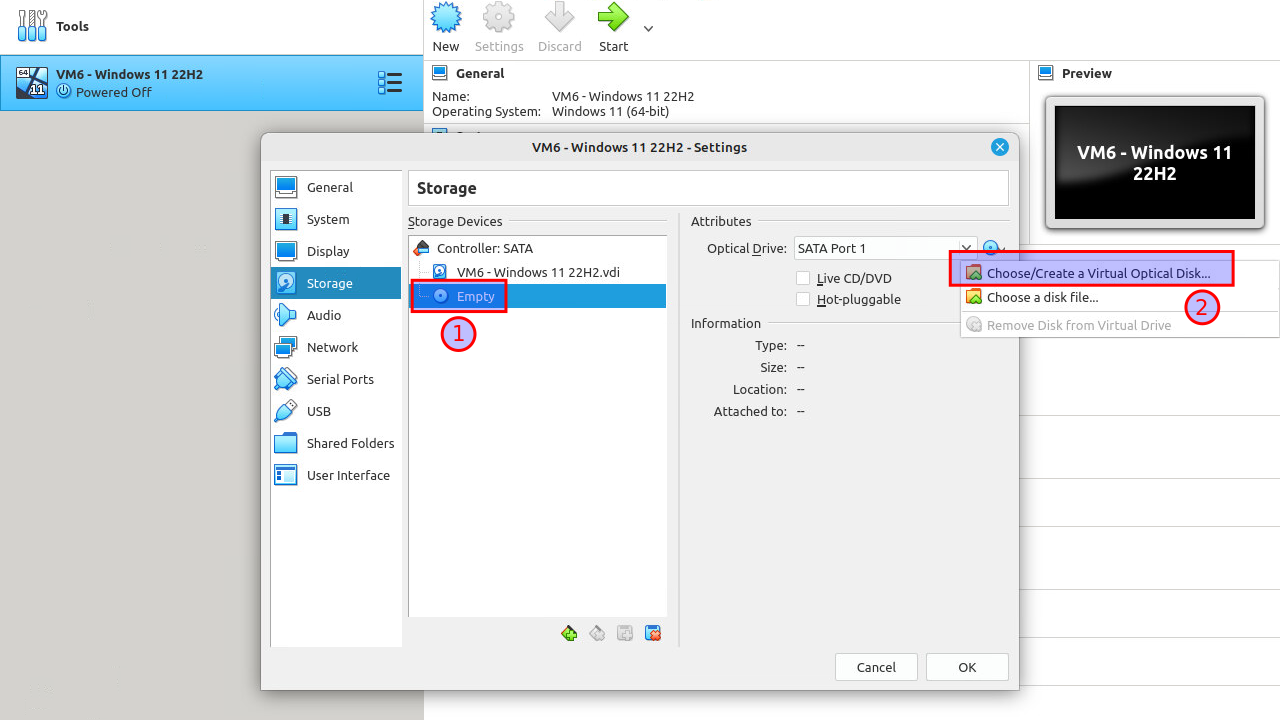 Tools
New
Settings
Discard
Start
64
11
VM6 - Windows 11 22H2
Powered Off
General
Name: VM6 - Windows 11 22H2
Operating System: Windows 11 (64-bit)
Preview
VM6 - Windows 11
22H2
VM6 - Windows 11 22H2 - Settings
General
System
Display
Storage
Audio
Network
Serial Ports
USB
Shared Folders
User Interface
Storage
Storage Devices
Controller: SATA
VM6 - Windows 11 22H2.vdi
Empty
1
Attributes
Optical Drive: SATA Port 1
Live CD/DVD
Hot-pluggable
Choose/Create a Virtual Optical Disk...
Choose a disk file...
2
Remove Disk from Virtual Drive
Information
Type: --
Size: --
Location: --
Attached to: --
Cancel
OK